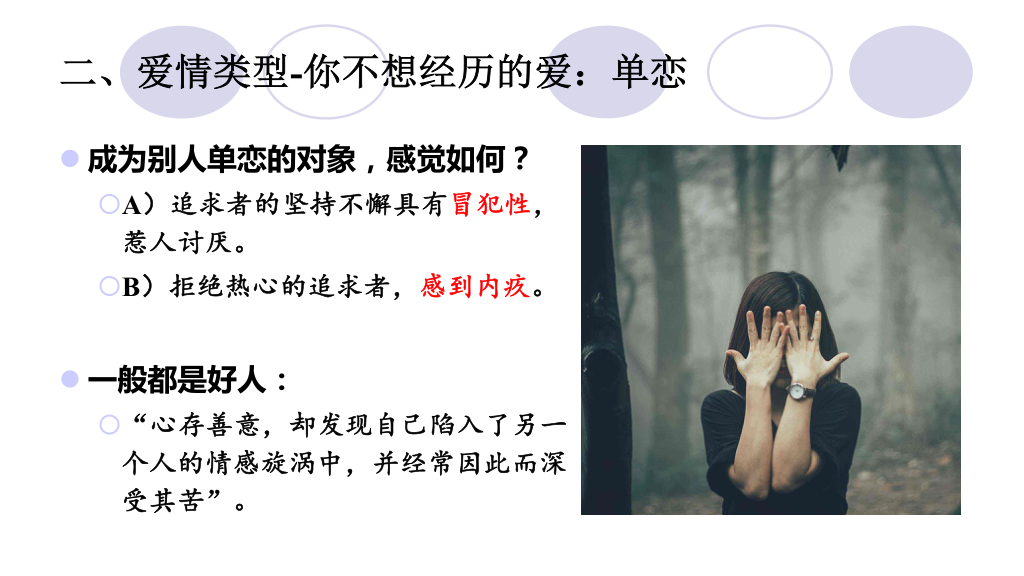 二、爱情类型-你不想经历的爱：单恋
成为别人单恋的对象，感觉如何？
A）追求者的坚持不懈具有冒犯性，
惹人讨厌。
B）拒绝热心的追求者，感到内疚。
一般都是好人：
“心存善意，却发现自己陷入了另一
个人的情感旋涡中，并经常因此而深
受其苦”。